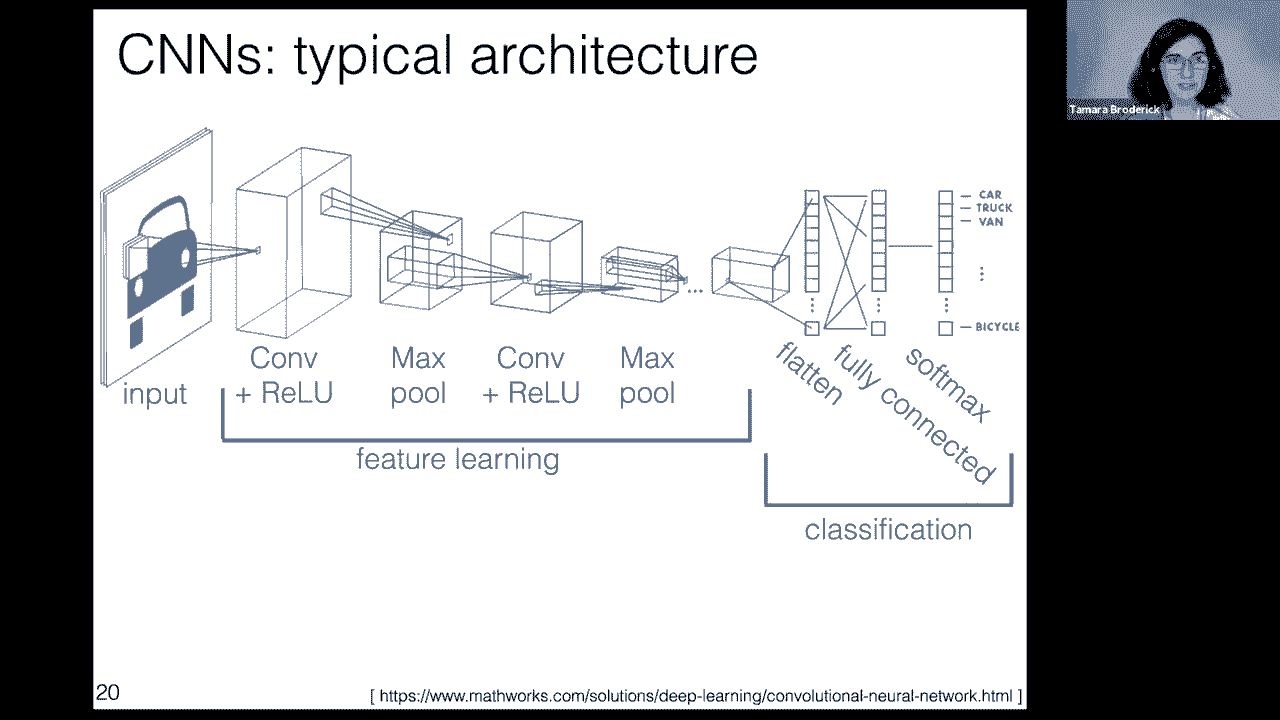 CNNs: typical architecture
Tamara Broderick
CAR
TRUCK
VAN
BICYCLE
...
input
Conv
+ ReLU
Max
pool
Conv
+ ReLU
Max
pool
flatten
fully connected
softmax
feature learning
classification
20
[ https://www.mathworks.com/solutions/deep-learning/convolutional-neural-network.html ]